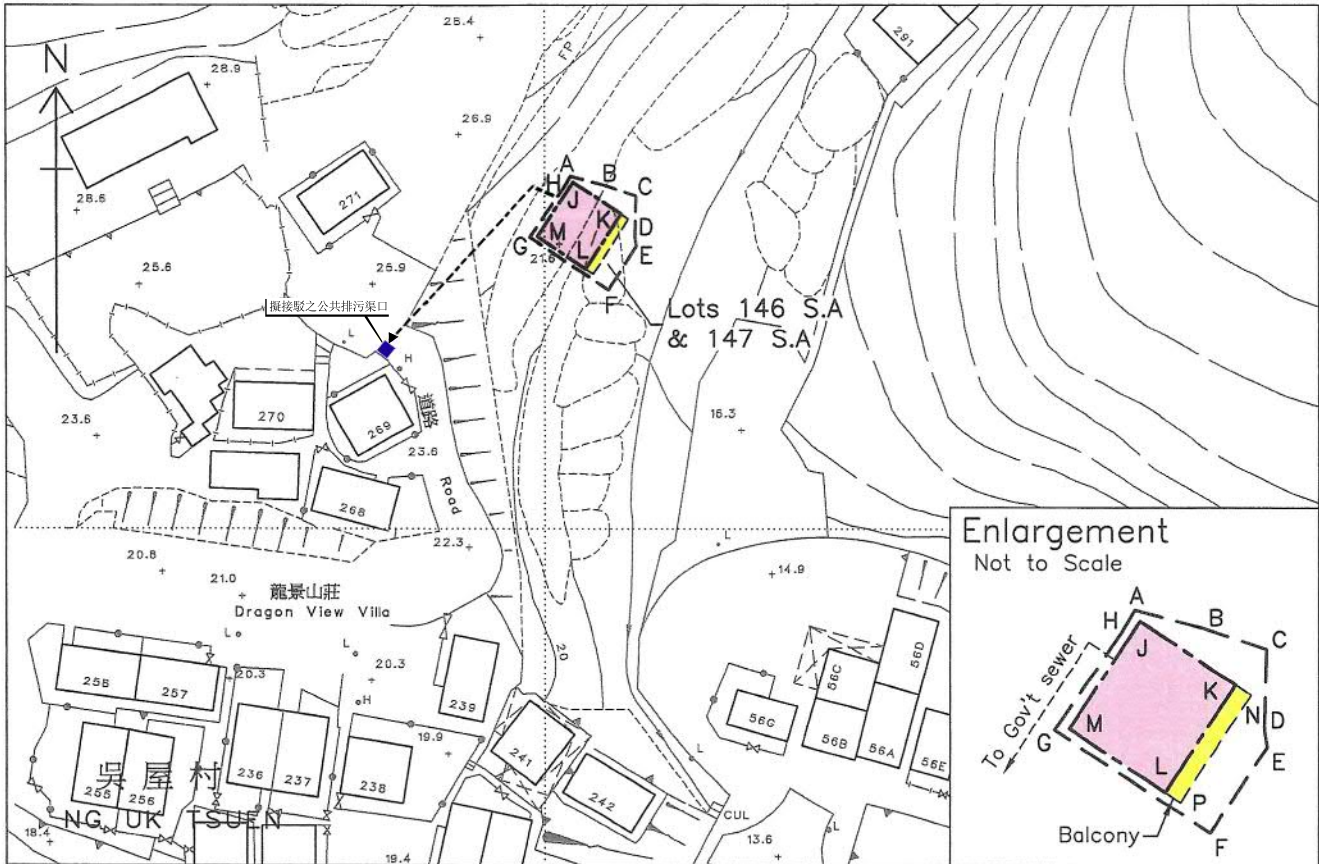 N
28.4
FP
291
28.9
26.9
28.6
271
A
B
C
H
J
K
D
M
G
L
E
F
25.6
25.9
擬接駁之公共排污渠口
L
H
Lots 146 S.A
& 147 S.A
道路
Road
270
269
23.6
23.6
268
16.3
22.3
20.8
21.0
龍景山莊
Dragon View Villa
L
L
20.3
20.3
H
257
239
20
L
14.9
56D
56C
56G
56B
56A
56E
236
237
238
19.9
241
242
255
256
吳屋村
NG UK TSUEN
18.4
19.4
CUL
L
L
13.6
Enlargement
Not to Scale
A
B
C
H
J
K
N
D
M
G
E
L
P
F
To Gov't sewer
Balcony